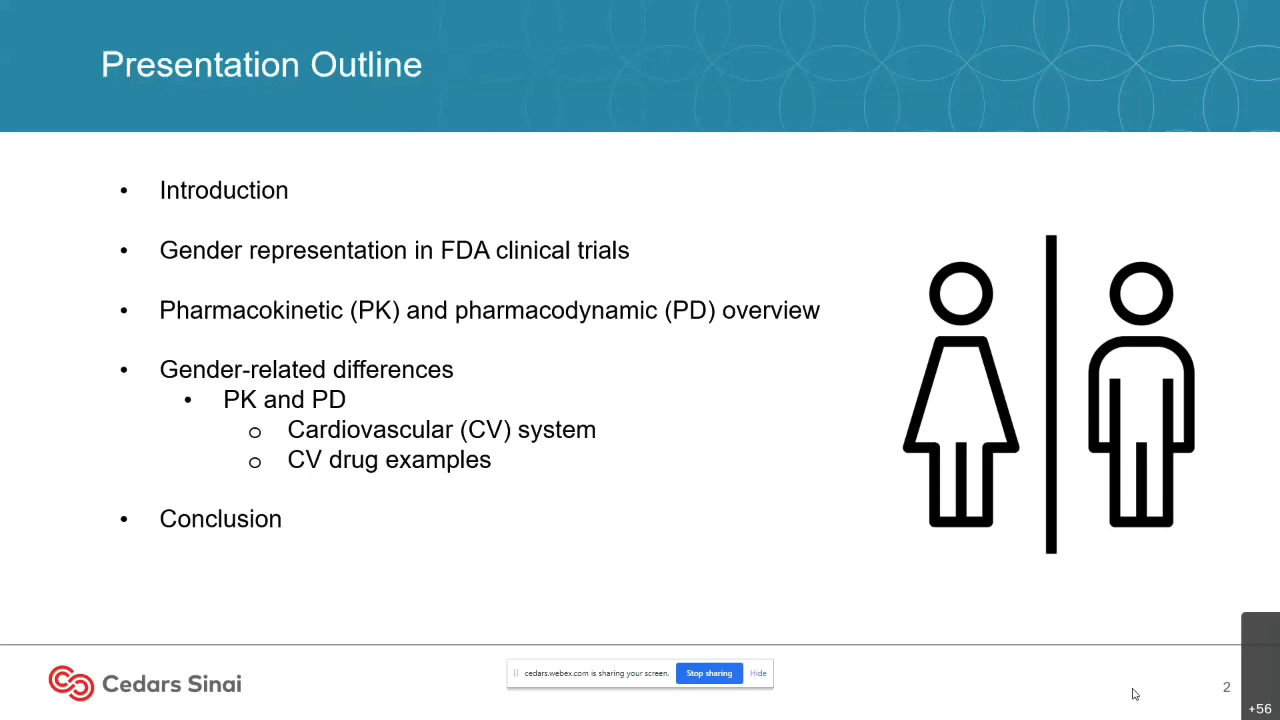 Presentation Outline
• Introduction
• Gender representation in FDA clinical trials
• Pharmacokinetic (PK) and pharmacodynamic (PD) overview
• Gender-related differences
• PK and PD
o Cardiovascular (CV) system
o CV drug examples
• Conclusion
Cedars Sinai
cedars.webex.com is sharing your screen. Stop sharing Hide
2
+56